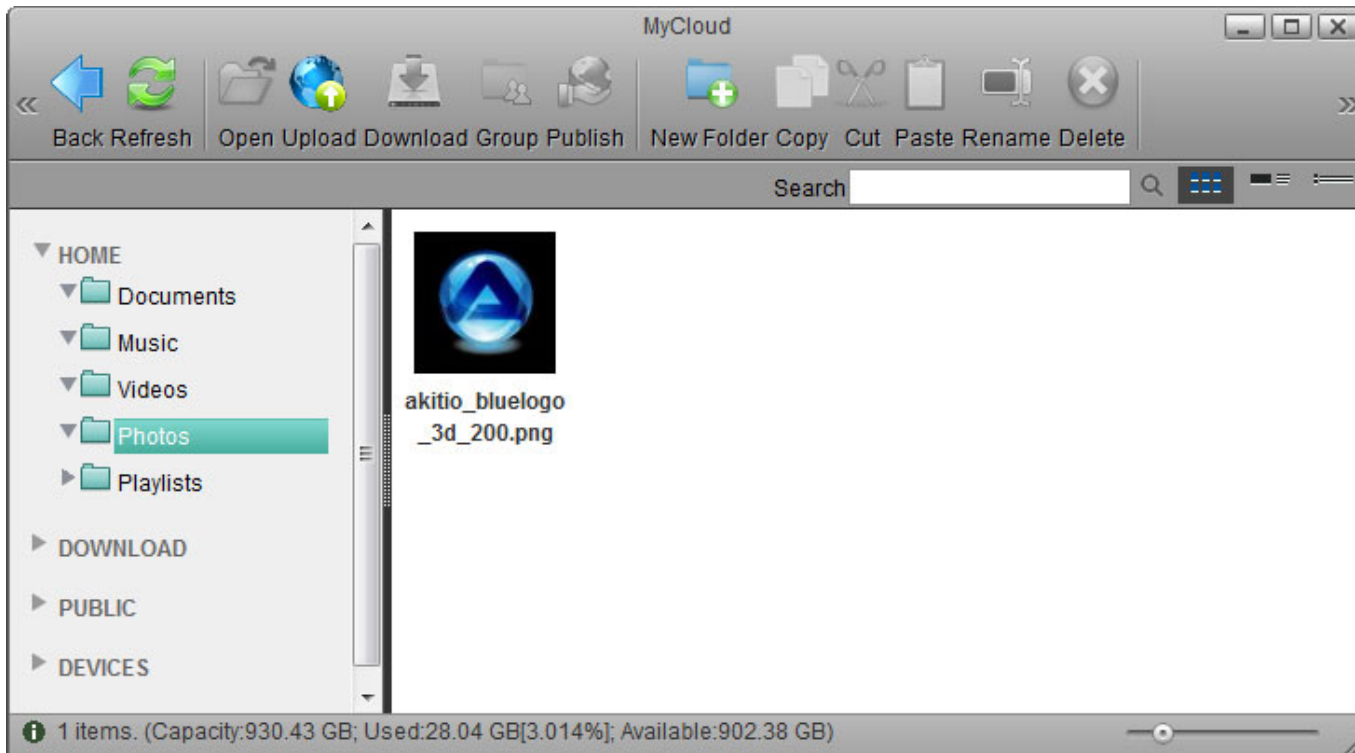 MyCloud
Back Refresh Open Upload Download Group Publish New Folder Copy Cut Paste Rename Delete
Search
HOME
Documents
Music
Videos
Photos
Playlists
DOWNLOAD
PUBLIC
DEVICES
akitio_bluelogo
_3d_200.png
1 items. (Capacity:930.43 GB; Used:28.04 GB[3.014%]; Available:902.38 GB)